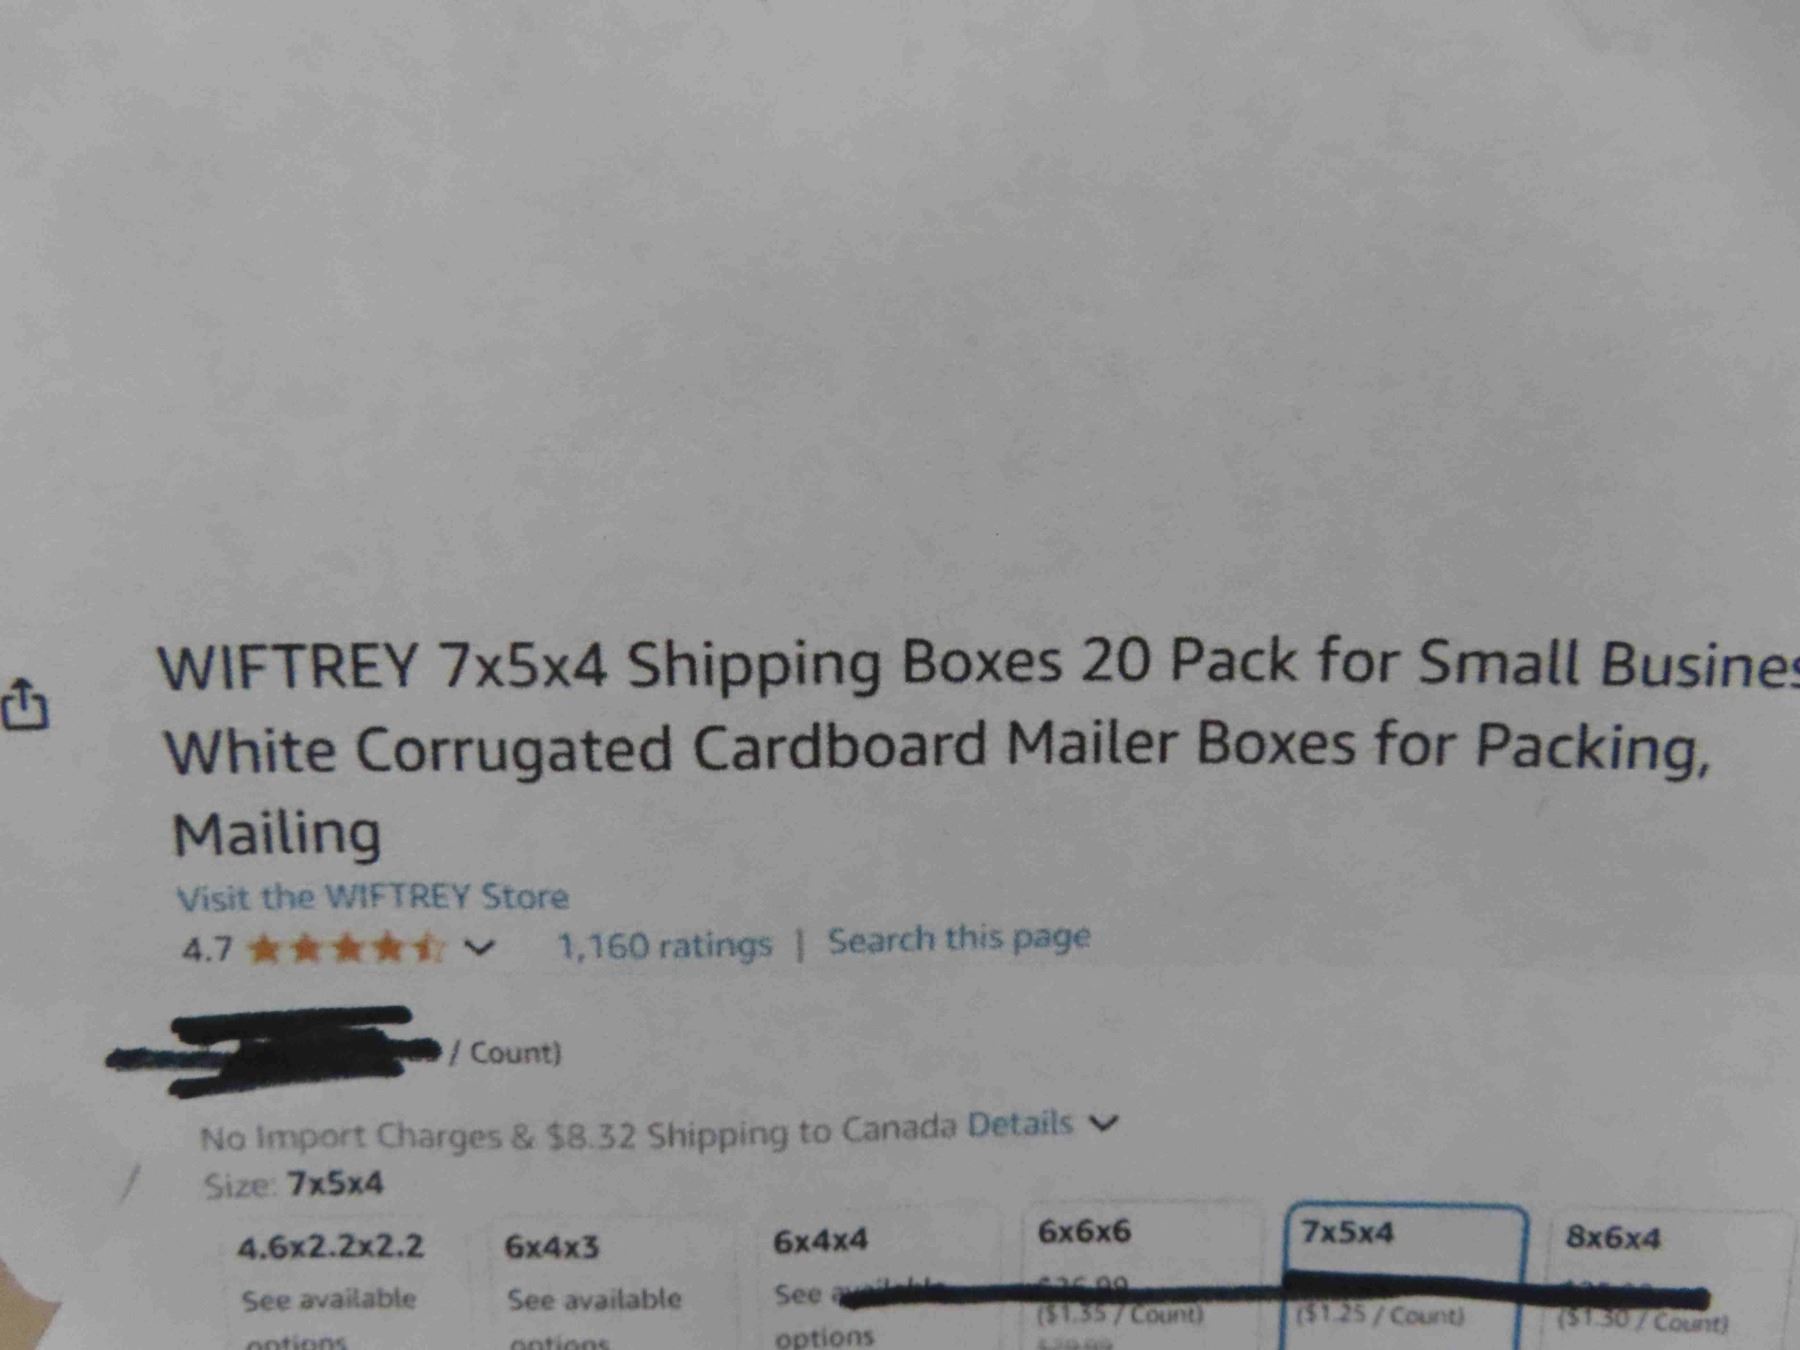 WIFTREY 7x5x4 Shipping Boxes 20 Pack for Small Busines
White Corrugated Cardboard Mailer Boxes for Packing,
Mailing
Visit the WIFTREY Store
4.7 1,160 ratings | Search this page
/ Count)
No Import Charges & $8.32 Shipping to Canada Details
Size: 7x5x4
4.6x2.2x2.2 6x4x3 6x4x4 6x6x6 7x5x4 8x6x4
See available See available See available
($1.35 / Count) ($1.25 / Count) ($1.30 / Count)
options options options